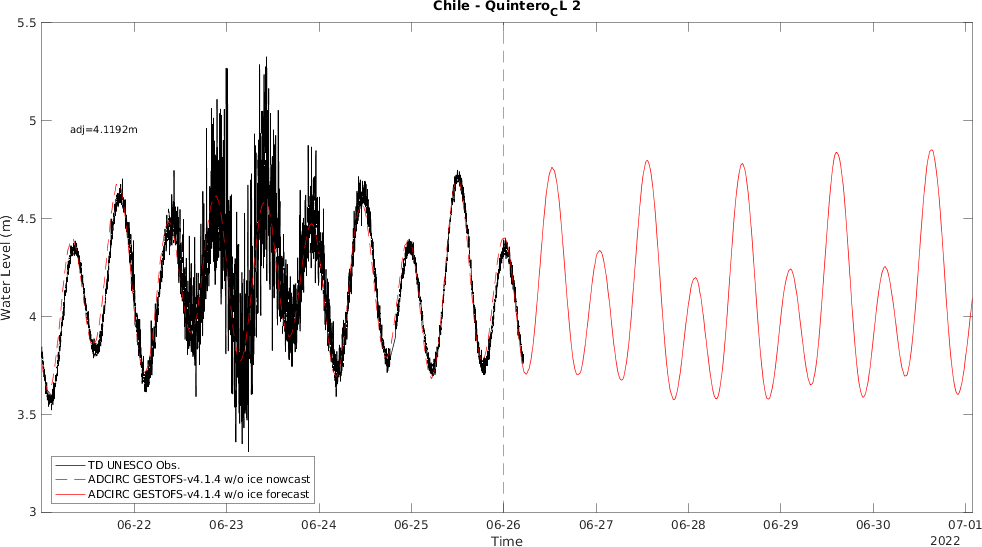 Chile - Quintero_CL 2
5.5
5
4.5
4
3.5
3
Water Level (m)
adj=4.1192m
TD UNESCO Obs.
ADCIRC GESTOFS-v4.1.4 w/o ice nowcast
ADCIRC GESTOFS-v4.1.4 w/o ice forecast
06-22 06-23 06-24 06-25 06-26 06-27 06-28 06-29 06-30 07-01
Time
2022